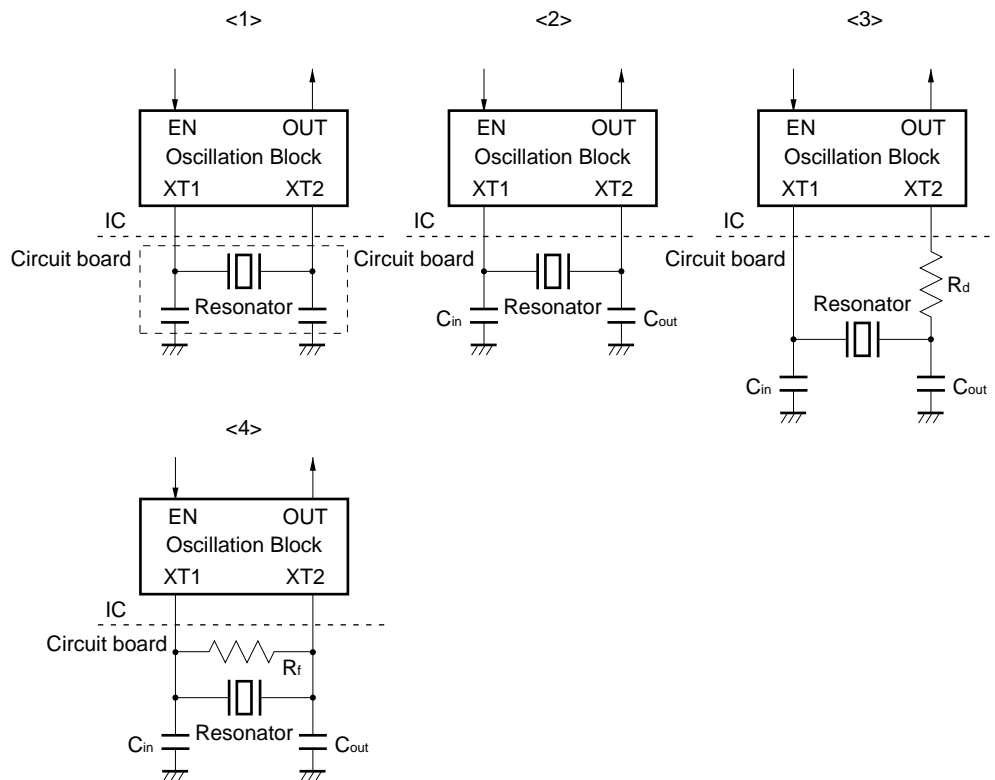 <1>
<2>
<3>
EN OUT
Oscillation Block
XT1 XT2
IC
Circuit board
Resonator
EN OUT
Oscillation Block
XT1 XT2
IC
Circuit board
Resonator
Cin
Cout
EN OUT
Oscillation Block
XT1 XT2
IC
Circuit board
Rd
Resonator
Cin
Cout
<4>
EN OUT
Oscillation Block
XT1 XT2
IC
Circuit board
Rf
Resonator
Cin
Cout